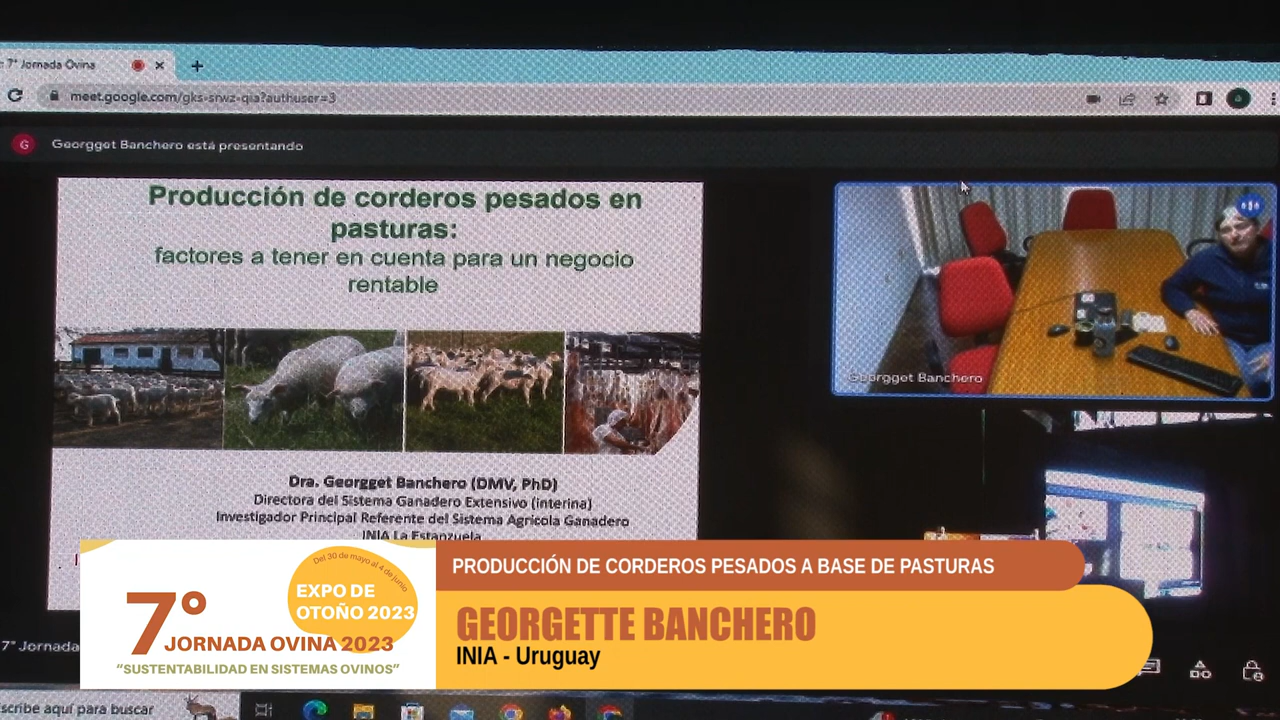 : 7° Jornada Ovina
meet.google.com/gks-srwz-qia?authuser=3
G Georgget Banchero está presentando
Producción de corderos pesados en
pasturas:
factores a tener en cuenta para un negocio
rentable
Georgget Banchero
Dra. Georgget Banchero (DMV, PhD)
Directora del Sistema Ganadero Extensivo (interina)
Investigador Principal Referente del Sistema Agrícola Ganadero
INIA La Estanzuela
Del 30 de mayo al 4 de junio
EXPO DE
OTOÑO 2023
7°
JORNADA OVINA 2023
“SUSTENTABILIDAD EN SISTEMAS OVINOS”
PRODUCCIÓN DE CORDEROS PESADOS A BASE DE PASTURAS
GEORGETTE BANCHERO
INIA - Uruguay
7° Jornada
scribe aquí para buscar